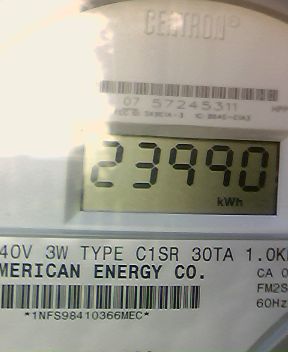 CENTRON®
07 57245311
23990
kWh
40V 3W TYPE C1SR 30TA 1.0K
MERICAN ENERGY CO.
CA 0
FM2S
60Hz
*1NFS98410366MEC*